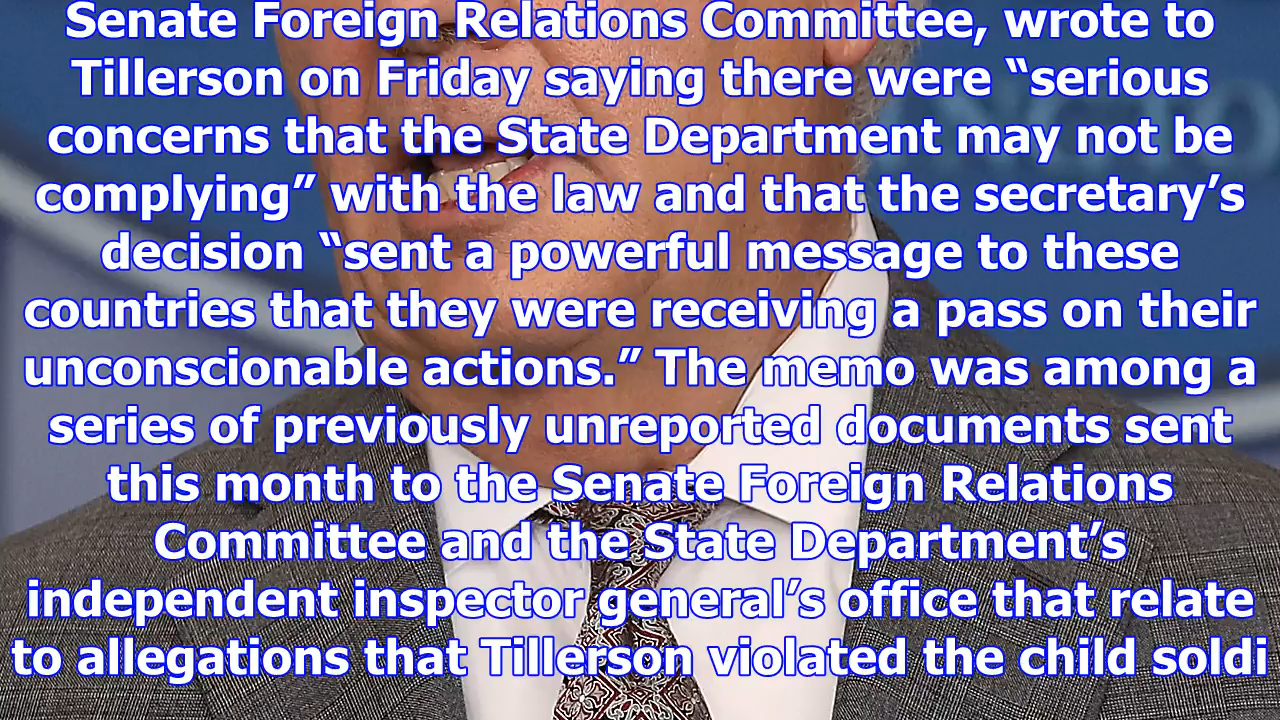 Senate Foreign Relations Committee, wrote to
Tillerson on Friday saying there were “serious
concerns that the State Department may not be
complying” with the law and that the secretary’s
decision “sent a powerful message to these
countries that they were receiving a pass on their
unconscionable actions.” The memo was among a
series of previously unreported documents sent
this month to the Senate Foreign Relations
Committee and the State Department’s
independent inspector general’s office that relate
to allegations that Tillerson violated the child soldi